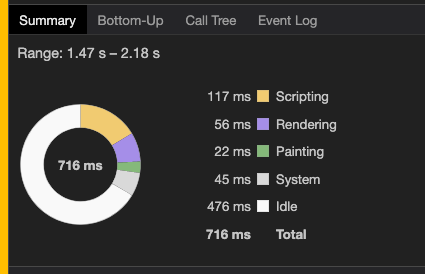 Summary Bottom-Up Call Tree Event Log
Range: 1.47 s – 2.18 s
117 ms Scripting
56 ms Rendering
22 ms Painting
716 ms
45 ms System
476 ms Idle
716 ms Total